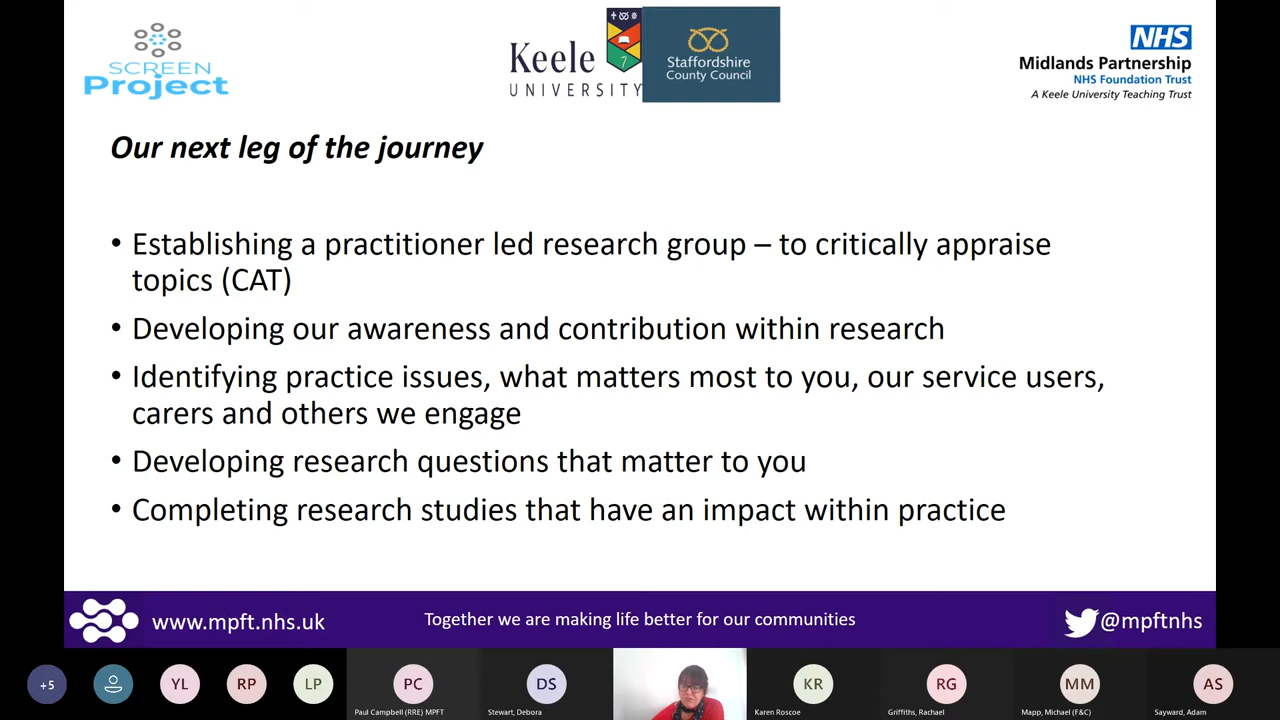 SCREEN
Project
Keele
UNIVERSITY
Staffordshire
County Council
NHS
Midlands Partnership
NHS Foundation Trust
A Keele University Teaching Trust
Our next leg of the journey
• Establishing a practitioner led research group – to critically appraise
topics (CAT)
• Developing our awareness and contribution within research
• Identifying practice issues, what matters most to you, our service users,
carers and others we engage
• Developing research questions that matter to you
• Completing research studies that have an impact within practice
www.mpft.nhs.uk
Together we are making life better for our communities
@mpftnhs
+5
YL
RP
LP
PC
DS
KR
RG
MM
AS
Paul Campbell (RRE) MPFT
Stewart, Debora
Karen Roscoe
Griffiths, Rachael
Mapp, Michael (F&C)
Sayward, Adam